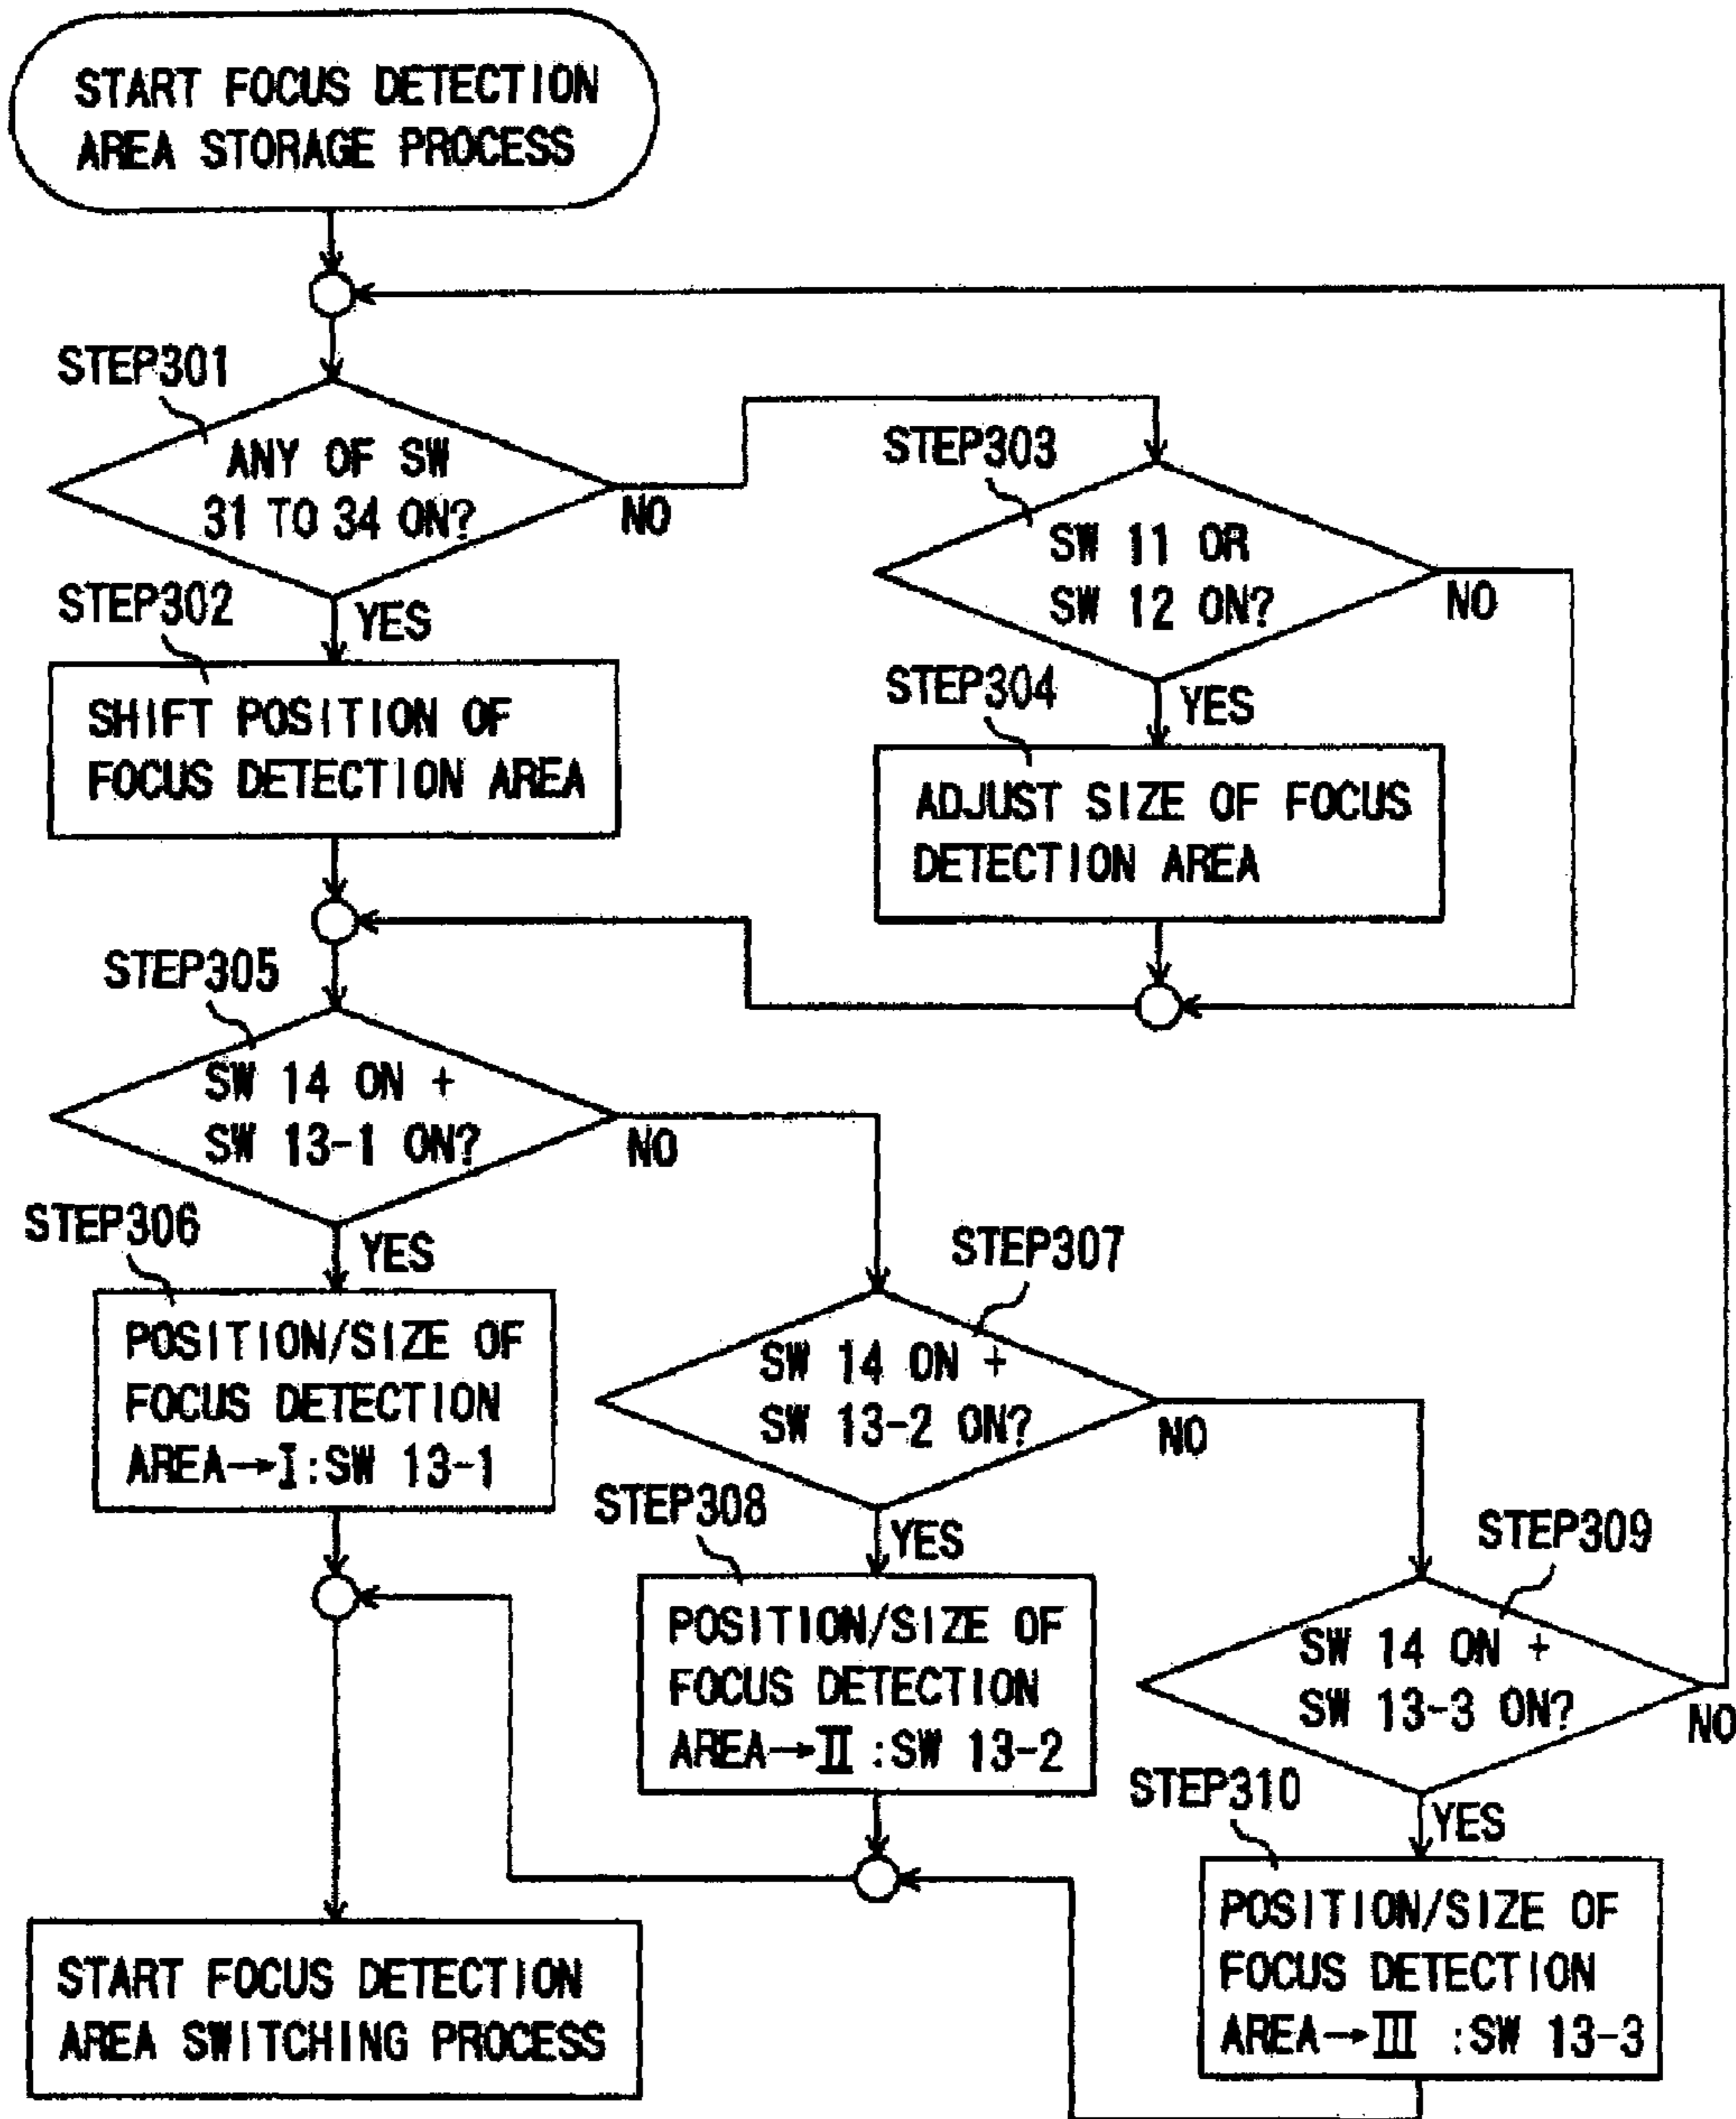 START FOCUS DETECTION
AREA STORAGE PROCESS
STEP301
ANY OF SW
31 TO 34 ON?
NO
YES
STEP302
SHIFT POSITION OF
FOCUS DETECTION AREA
STEP303
SW 11 OR
SW 12 ON?
NO
YES
STEP304
ADJUST SIZE OF FOCUS
DETECTION AREA
STEP305
SW 14 ON +
SW 13-1 ON?
NO
YES
STEP306
POSITION/SIZE OF
FOCUS DETECTION
AREA→I:SW 13-1
STEP307
SW 14 ON +
SW 13-2 ON?
NO
YES
STEP308
POSITION/SIZE OF
FOCUS DETECTION
AREA→II :SW 13-2
STEP309
SW 14 ON +
SW 13-3 ON?
NO
YES
STEP310
POSITION/SIZE OF
FOCUS DETECTION
AREA→III :SW 13-3
START FOCUS DETECTION
AREA SWITCHING PROCESS